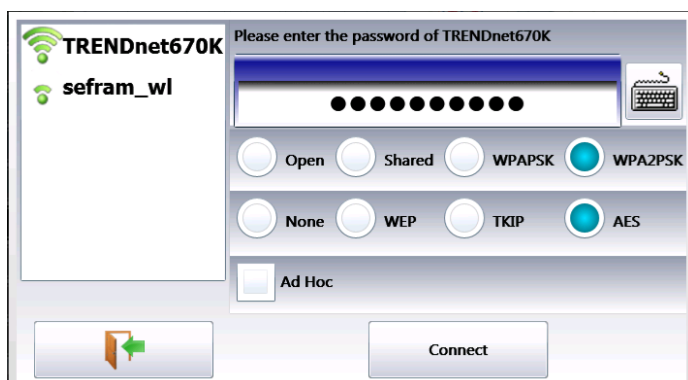 TRENDnet670K
sefram_wl
Please enter the password of TRENDnet670K
●●●●●●●●●●
Open Shared WPAPSK WPA2PSK
None WEP TKIP AES
Ad Hoc
Connect